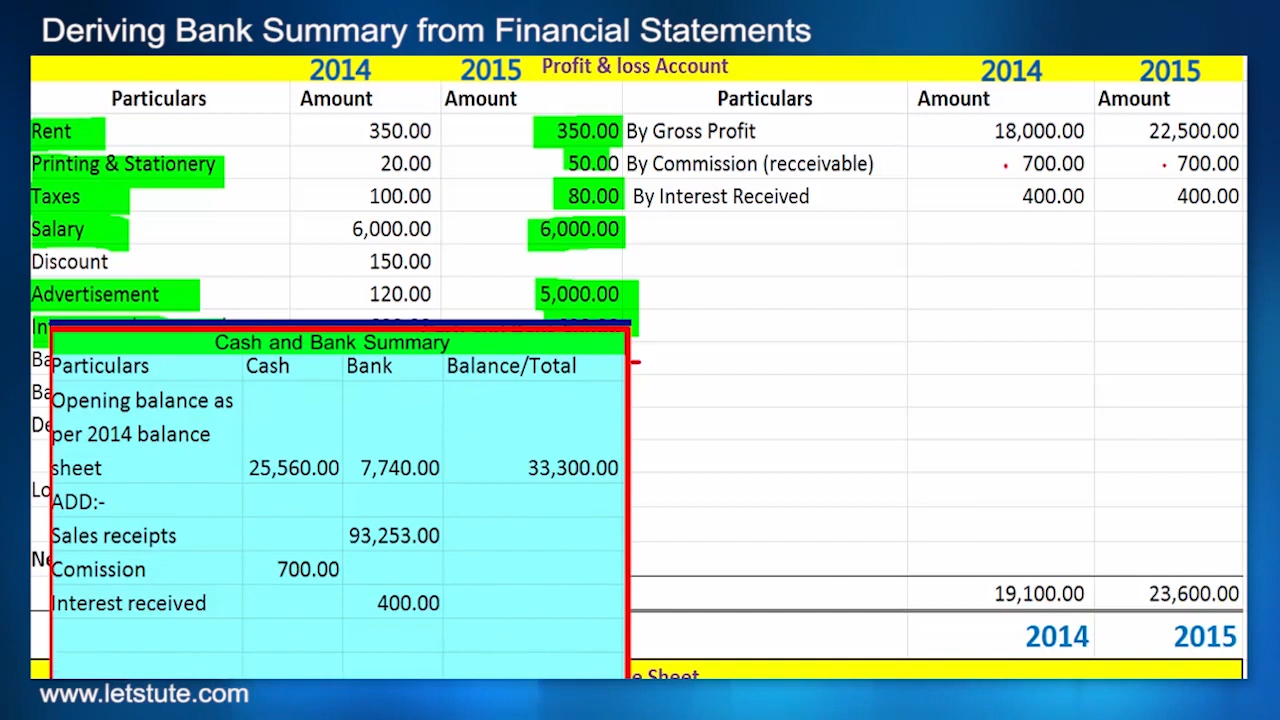 Deriving Bank Summary from Financial Statements
2014 2015 Profit & loss Account 2014 2015
Particulars Amount Amount Particulars Amount Amount
Rent 350.00 350.00 By Gross Profit 18,000.00 22,500.00
Printing & Stationery 20.00 50.00 By Commission (recceivable) 700.00 700.00
Taxes 100.00 80.00 By Interest Received 400.00 400.00
Salary 6,000.00 6,000.00
Discount 150.00
Advertisement 120.00 5,000.00
Cash and Bank Summary
Particulars Cash Bank Balance/Total
Opening balance as
per 2014 balance
sheet 25,560.00 7,740.00 33,300.00
ADD:-
Sales receipts 93,253.00
Comission 700.00
Interest received 400.00
19,100.00 23,600.00
2014 2015
Sheet
www.letstute.com